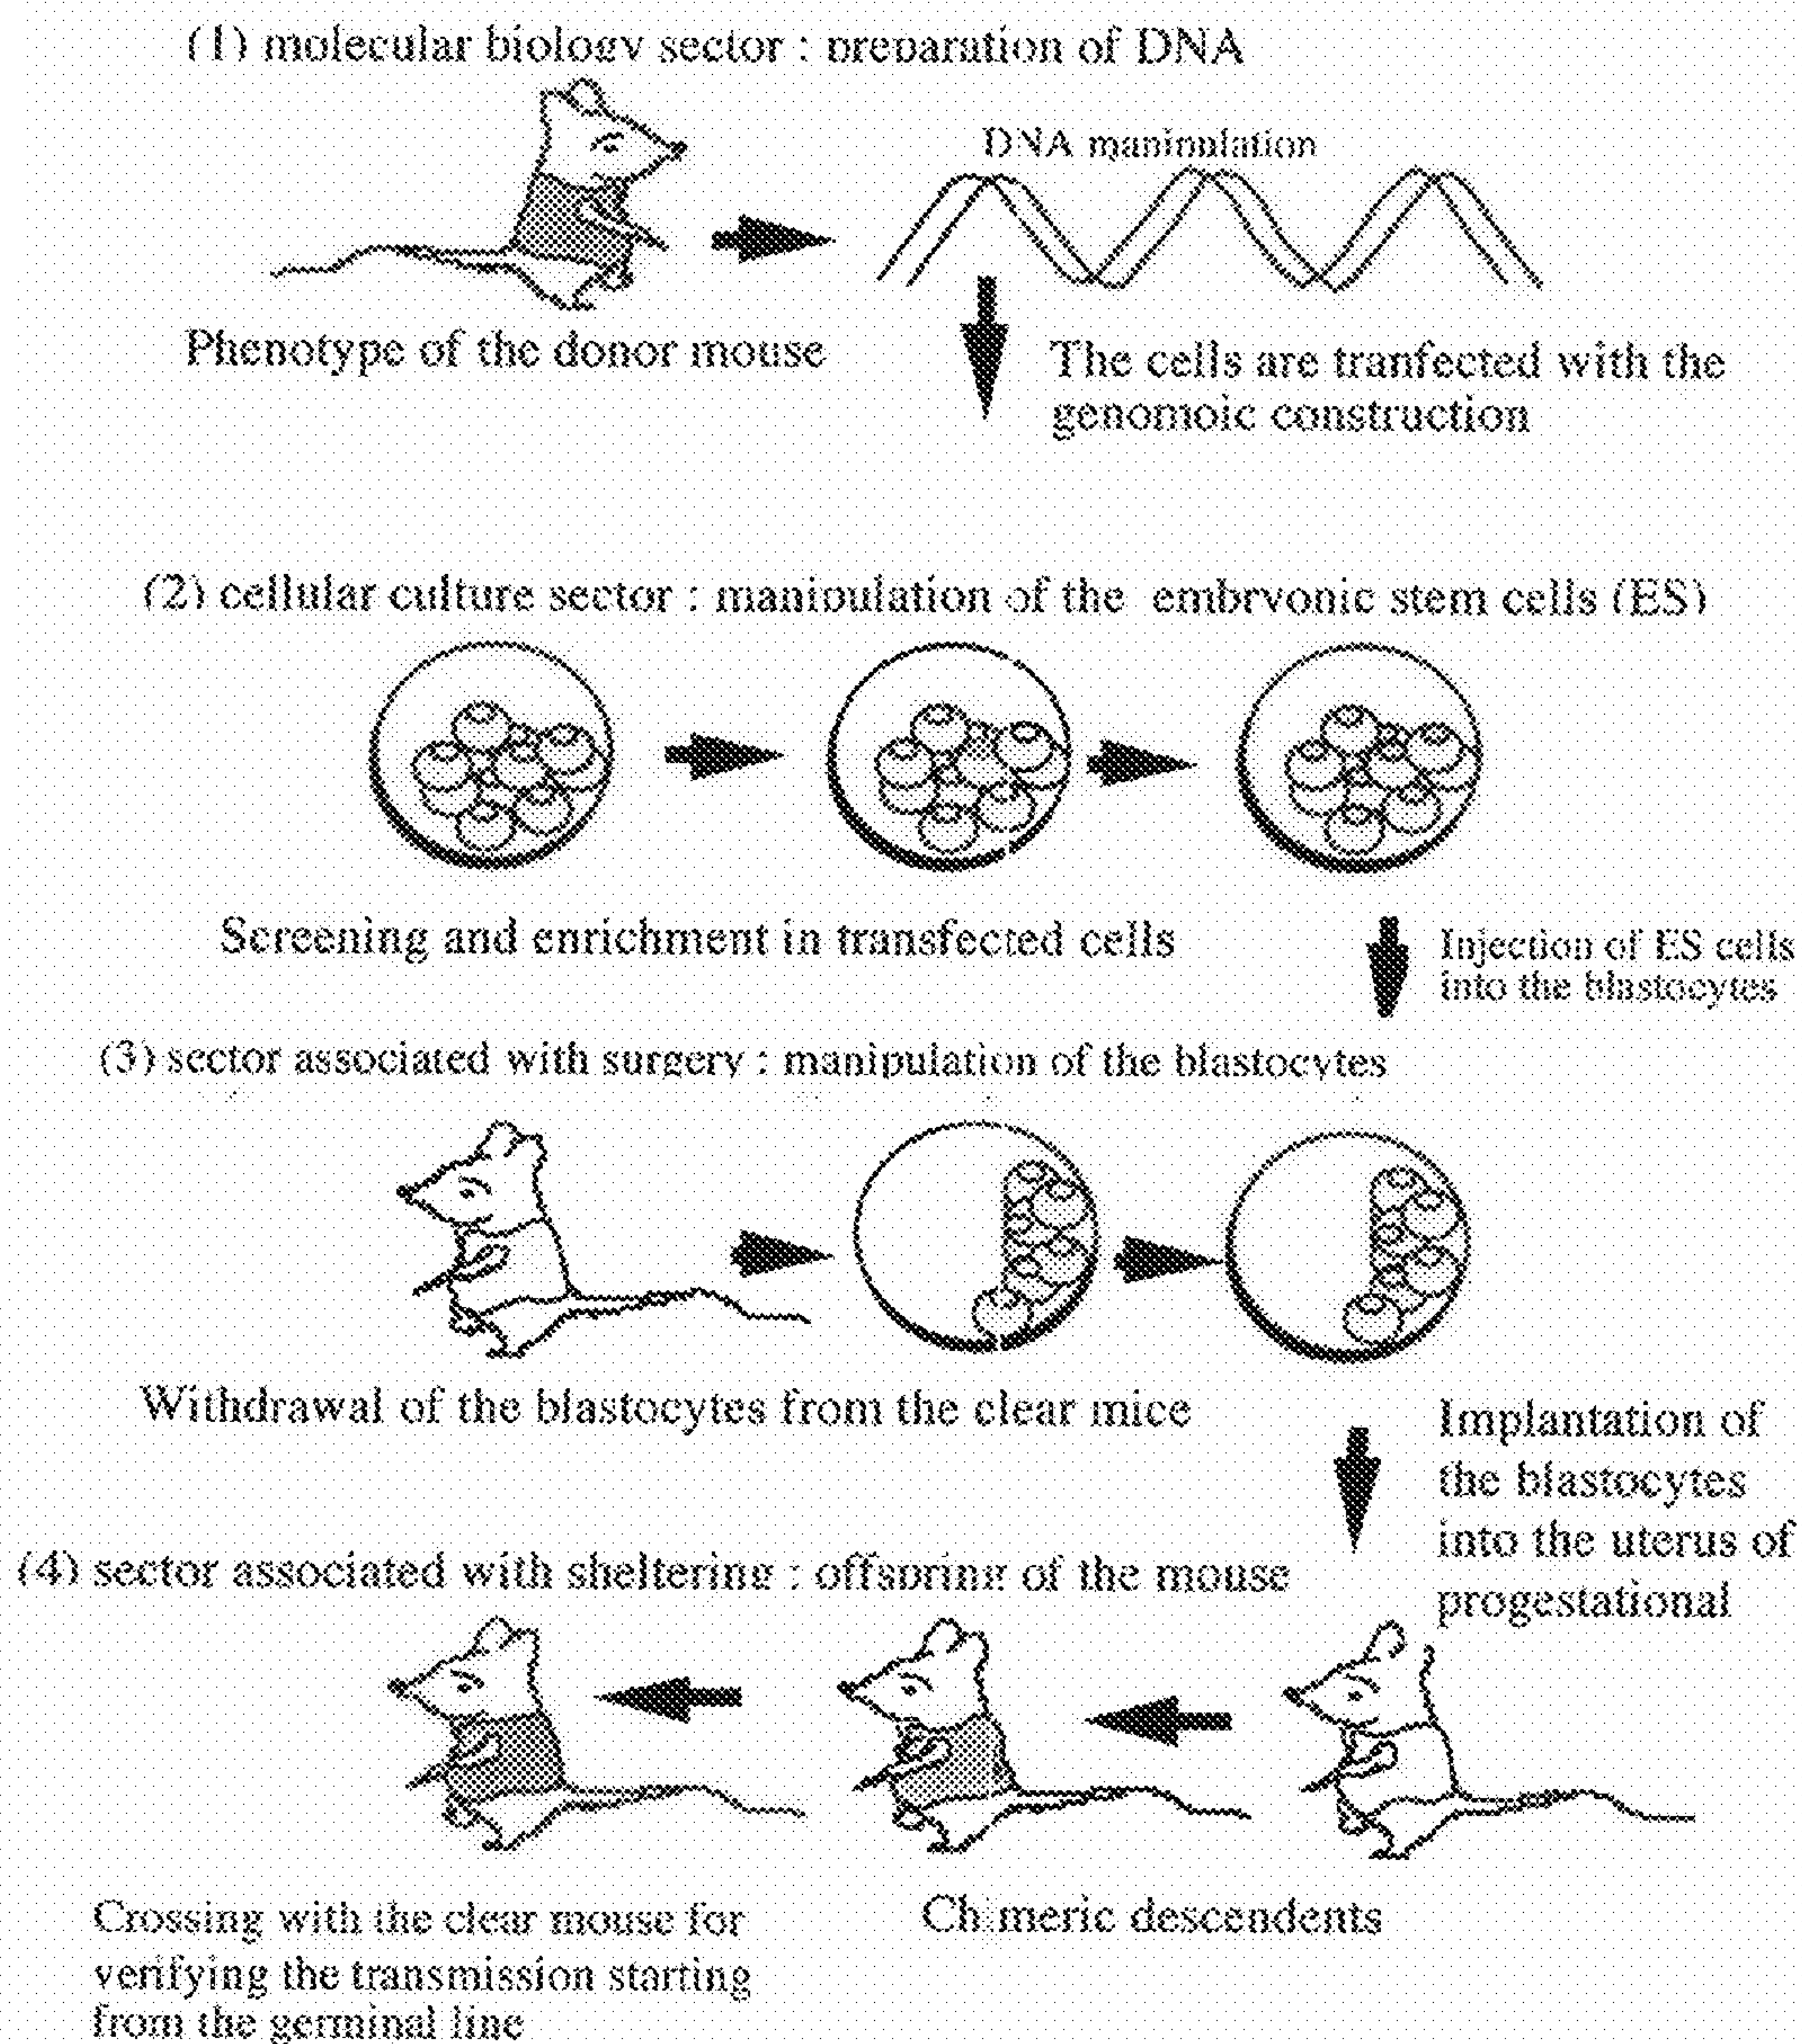 (1) molecular biology sector : preparation of DNA
DNA manipulation
Phenotype of the donor mouse
The cells are tranfected with the
genomoic construction
(2) cellular culture sector : manipulation of the embryonic stem cells (ES)
Screening and enrichment in transfected cells
Injection of ES cells
into the blastocytes
(3) sector associated with surgery : manipulation of the blastocytes
Withdrawal of the blastocytes from the clear mice
Implantation of
the blastocytes
into the uterus of
progestational
(4) sector associated with sheltering : offspring of the mouse
Crossing with the clear mouse for
verifying the transmission starting
from the germinal line
Chimeric descendents